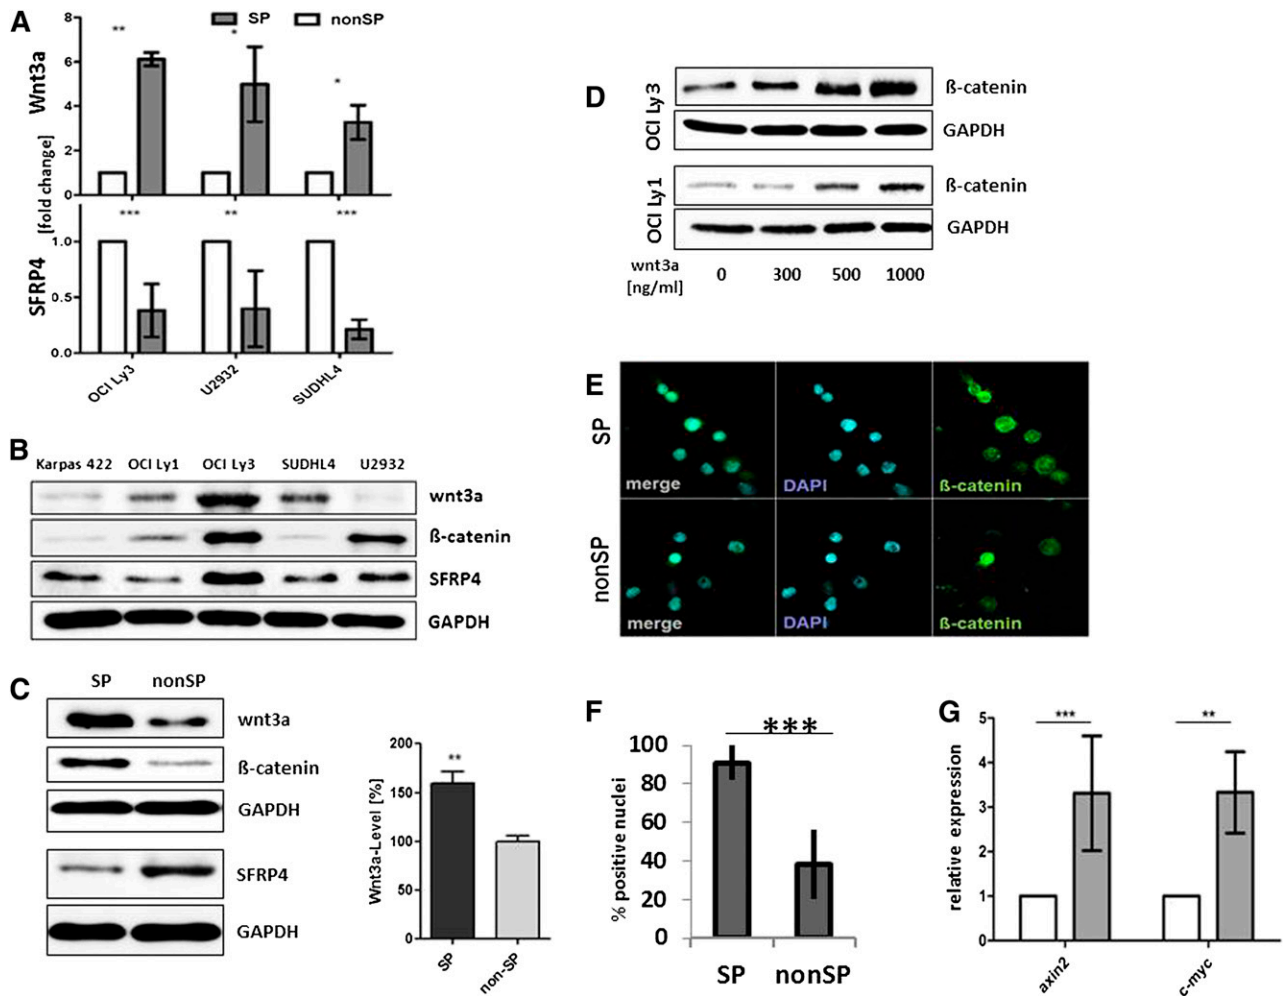 A
SP
nonSP
Wnt3a
[fold change]
SFRP4
8
6
4
2
0
**
*
*
1.0
0.5
0.0
***
**
***
OCI Ly3
U2932
SUDHL4
B
Karpas 422 OCI Ly1 OCI Ly3 SUDHL4 U2932
wnt3a
ß-catenin
SFRP4
GAPDH
C
SP nonSP
wnt3a
ß-catenin
GAPDH
SFRP4
GAPDH
Wnt3a-Level [%]
200
150
100
50
0
**
SP
non-SP
D
OCI Ly3
ß-catenin
GAPDH
OCI Ly1
ß-catenin
GAPDH
wnt3a
[ng/ml]
0 300 500 1000
E
SP
merge DAPI ß-catenin
nonSP
merge DAPI ß-catenin
F
% positive nuclei
100
80
60
40
20
0
***
SP nonSP
G
relative expression
5
4
3
2
1
0
***
**
axin2
c-myc